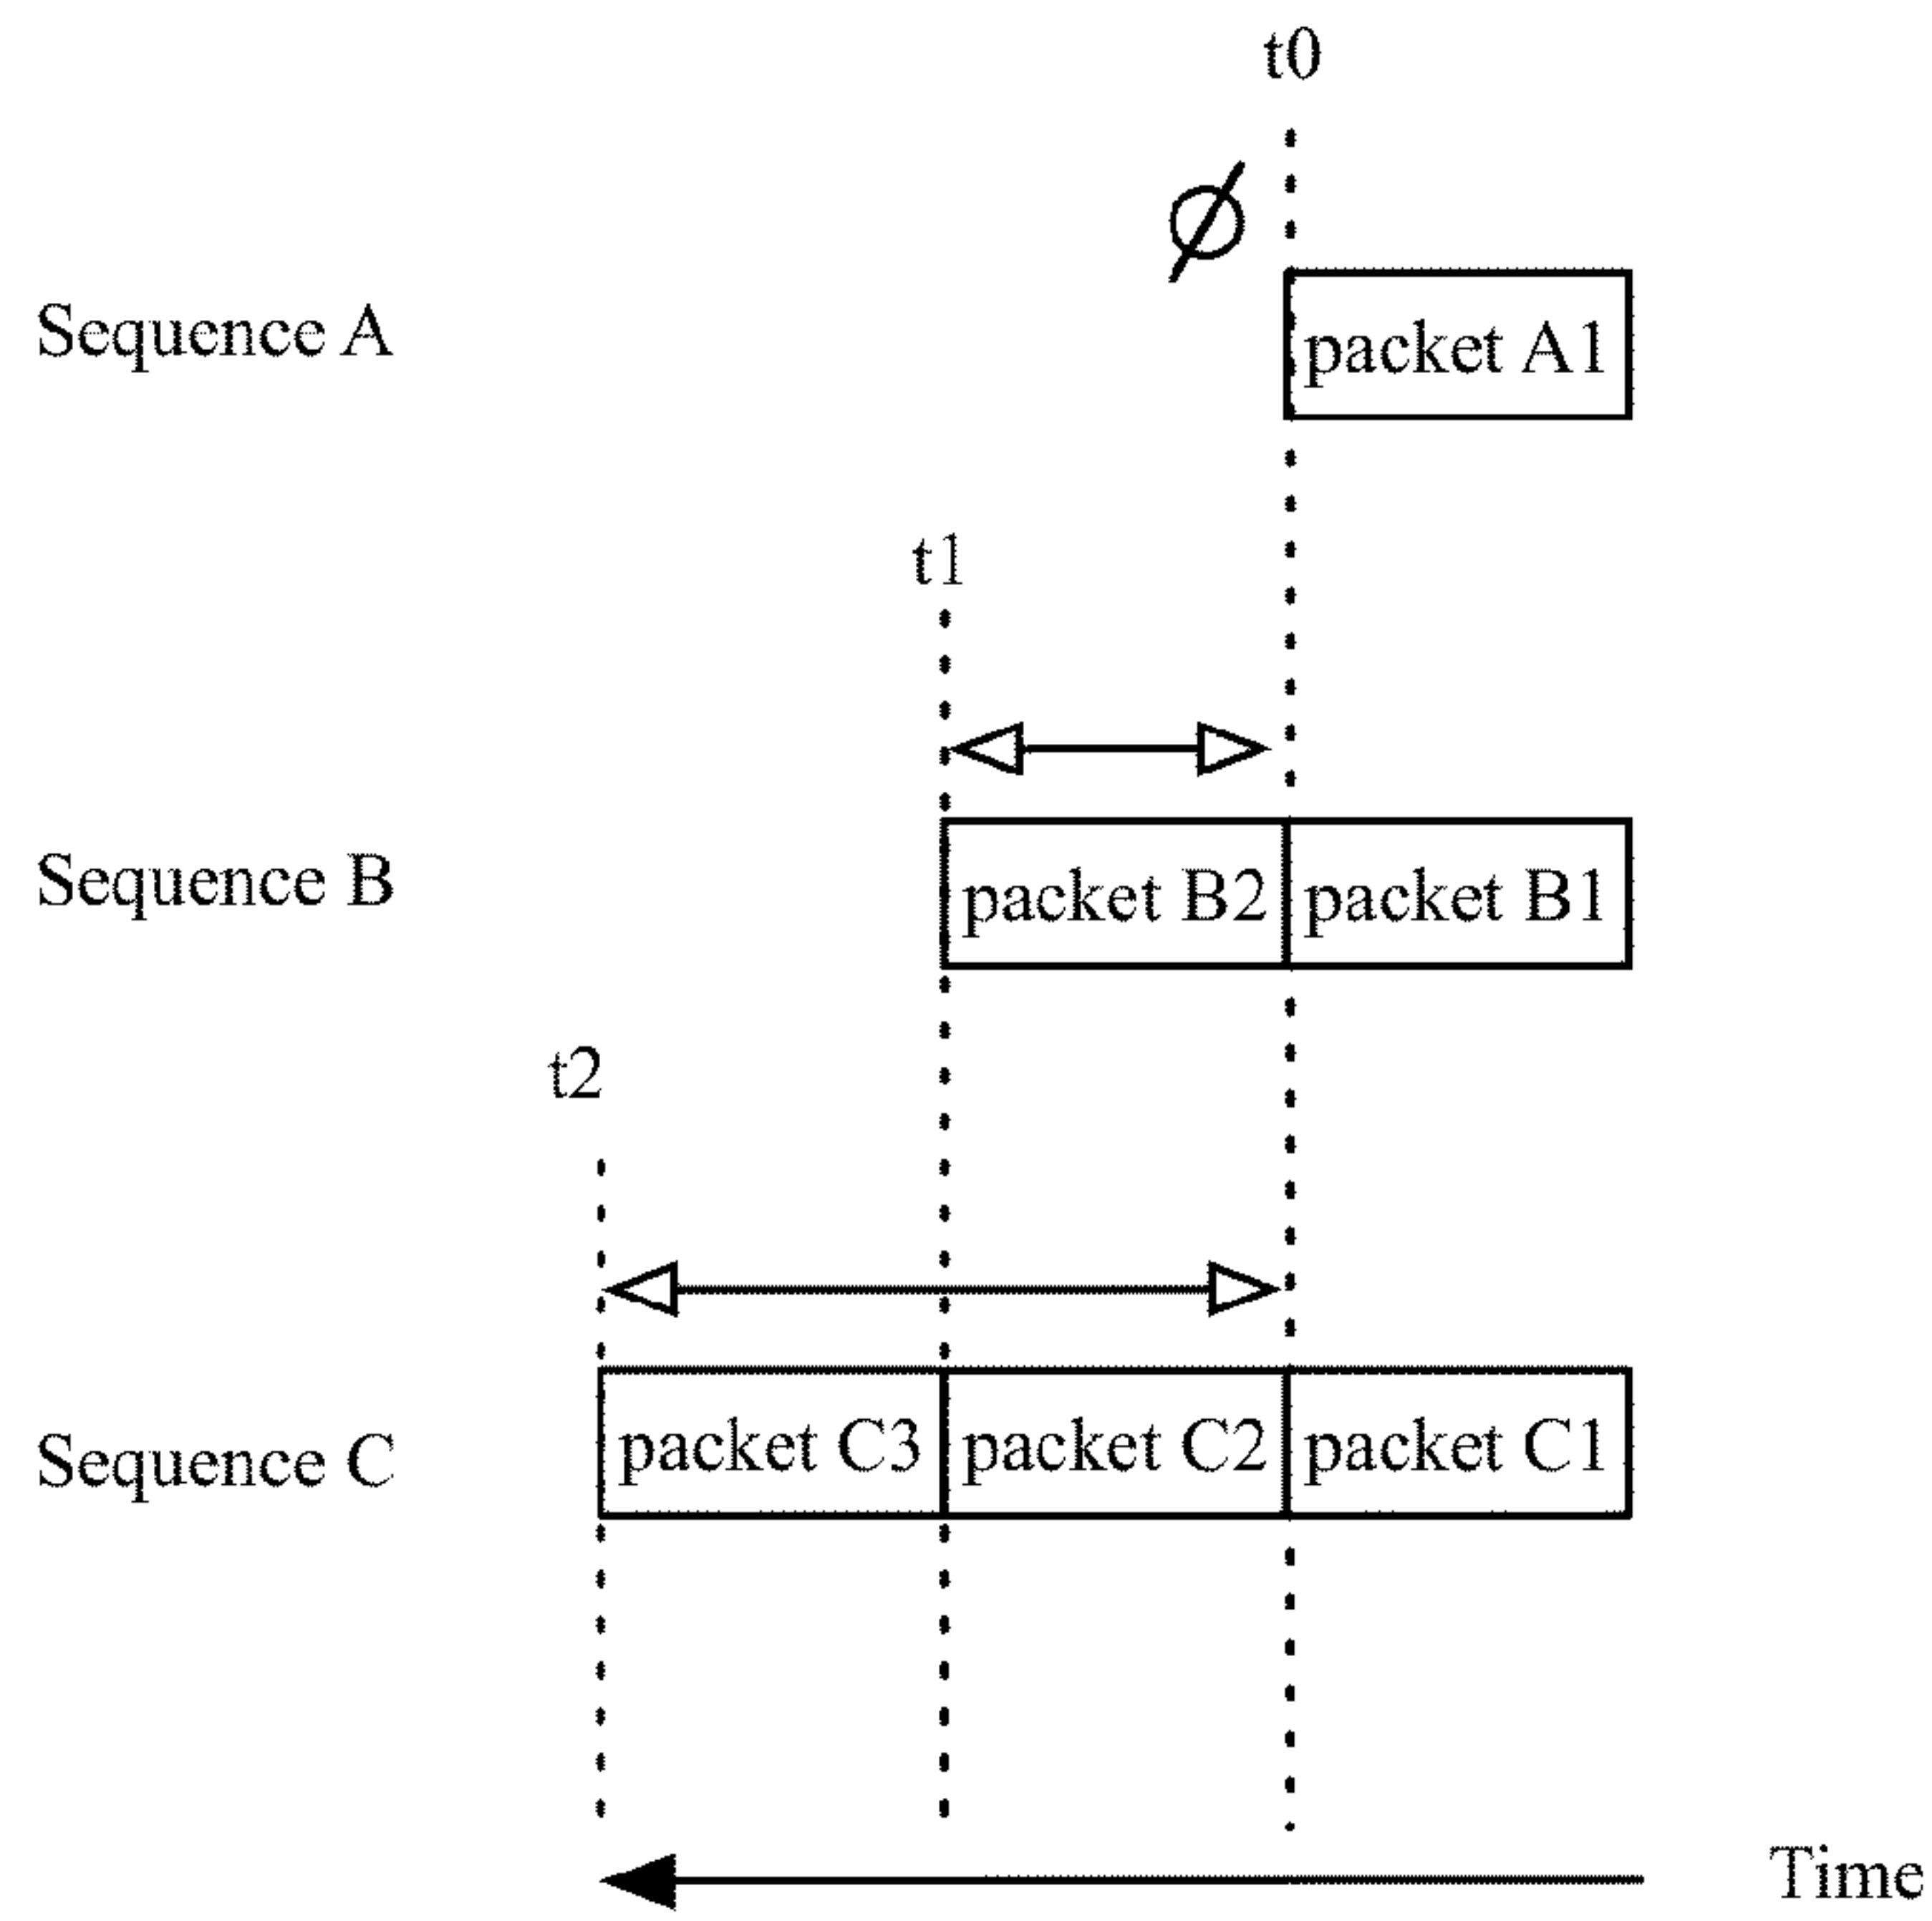 t0
∅
Sequence A
packet A1
t1
Sequence B
packet B2
packet B1
t2
Sequence C
packet C3
packet C2
packet C1
Time